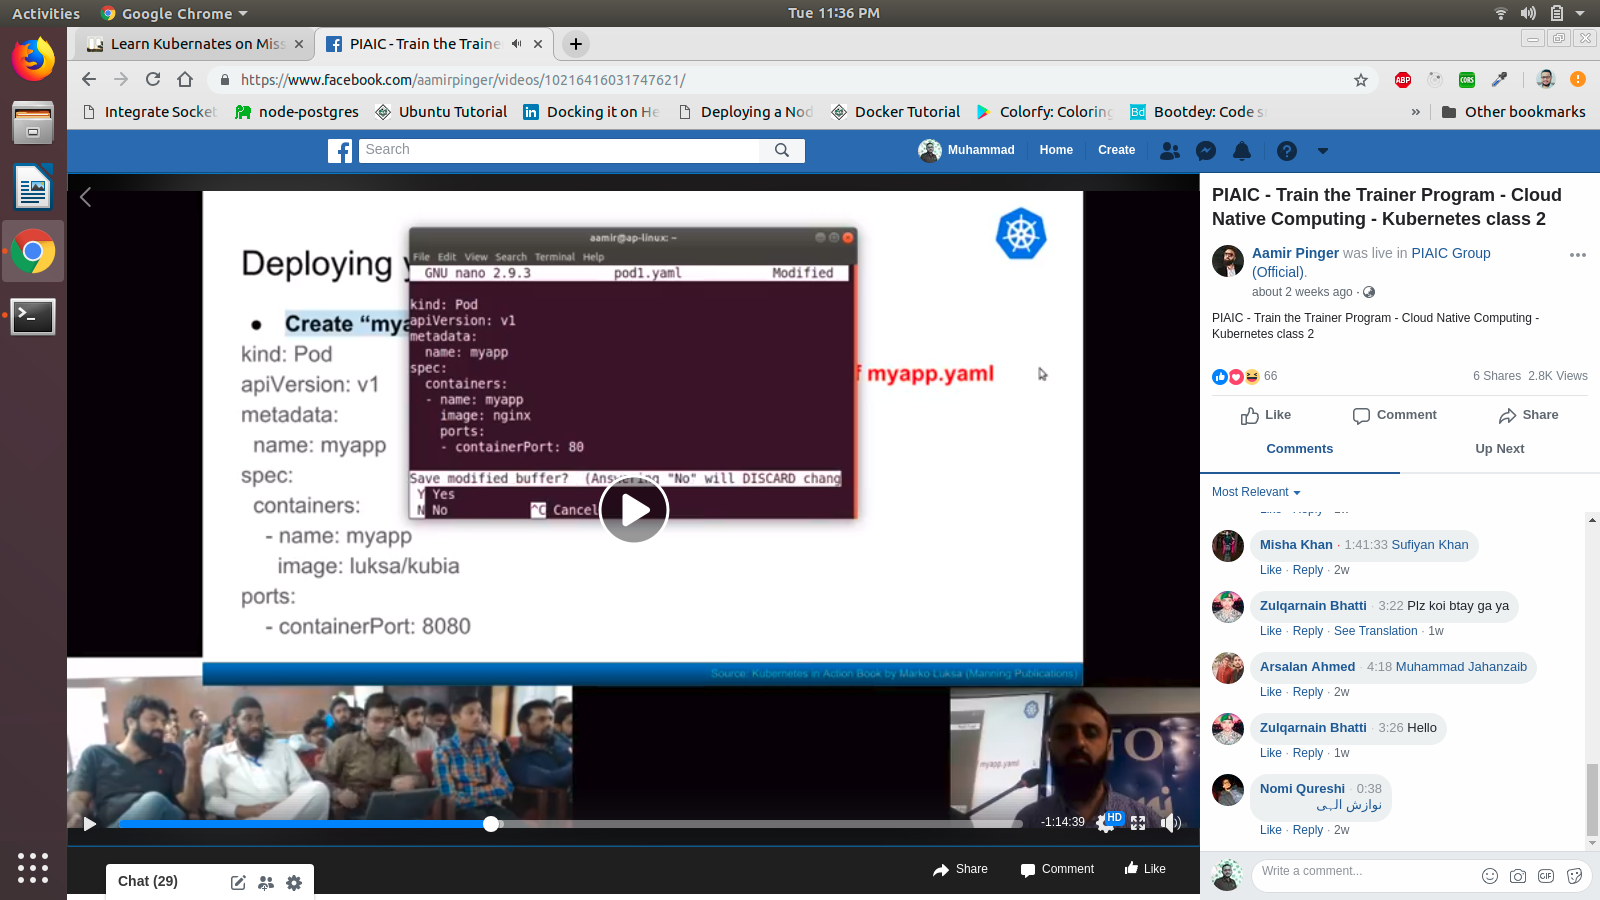 Activities
Google Chrome
Tue 11:36 PM
Learn Kubernates on Miss
PIAIC - Train the Traine
https://www.facebook.com/aamirpinger/videos/10216416031747621/
ABP
CORS
Integrate Socket
node-postgres
Ubuntu Tutorial
Docking it on He
Deploying a Nod
Docker Tutorial
Colorfy: Coloring
Bootdey: Code s
»
Other bookmarks
Search
Muhammad
Home
Create
Deploying y
● Create “mya
kind: Pod
apiVersion: v1
metadata:
name: myapp
spec:
containers:
- name: myapp
image: luksa/kubia
ports:
- containerPort: 8080
f myapp.yaml
aamir@ap-linux: ~
File Edit View Search Terminal Help
GNU nano 2.9.3 pod1.yaml Modified
kind: Pod
apiVersion: v1
metadata:
name: myapp
spec:
containers:
- name: myapp
image: nginx
ports:
- containerPort: 80
Save modified buffer? (Answering "No" will DISCARD chang
Y Yes
N No ^C Cancel
Source: Kubernetes in Action Book by Marko Luksa (Manning Publications)
myapp.yaml
TO
-1:14:39
HD
Share
Comment
Like
Chat (29)
PIAIC - Train the Trainer Program - Cloud
Native Computing - Kubernetes class 2
Aamir Pinger was live in PIAIC Group
(Official).
about 2 weeks ago ·
PIAIC - Train the Trainer Program - Cloud Native Computing -
Kubernetes class 2
66
6 Shares 2.8K Views
Like
Comment
Share
Comments
Up Next
Most Relevant
Misha Khan · 1:41:33 Sufiyan Khan
Like · Reply · 2w
Zulqarnain Bhatti · 3:22 Plz koi btay ga ya
Like · Reply · See Translation · 1w
Arsalan Ahmed · 4:18 Muhammad Jahanzaib
Like · Reply · 2w
Zulqarnain Bhatti · 3:26 Hello
Like · Reply · 1w
Nomi Qureshi · 0:38
نوازش الہی
Like · Reply · 2w
Write a comment...
GIF